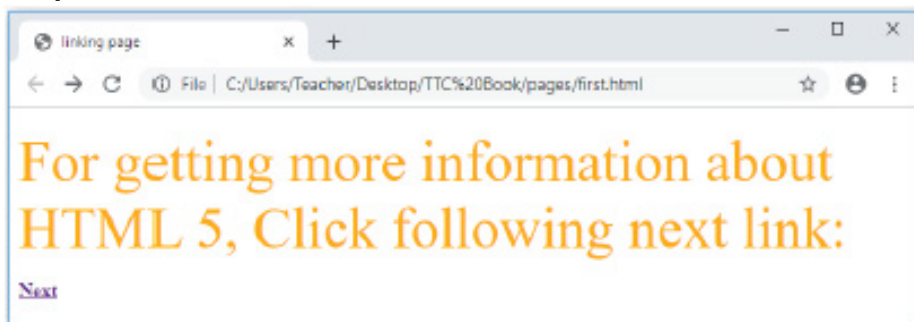 linking page
File | C:/Users/Teacher/Desktop/TTC%20Book/pages/first.html
For getting more information about
HTML 5, Click following next link:
Next